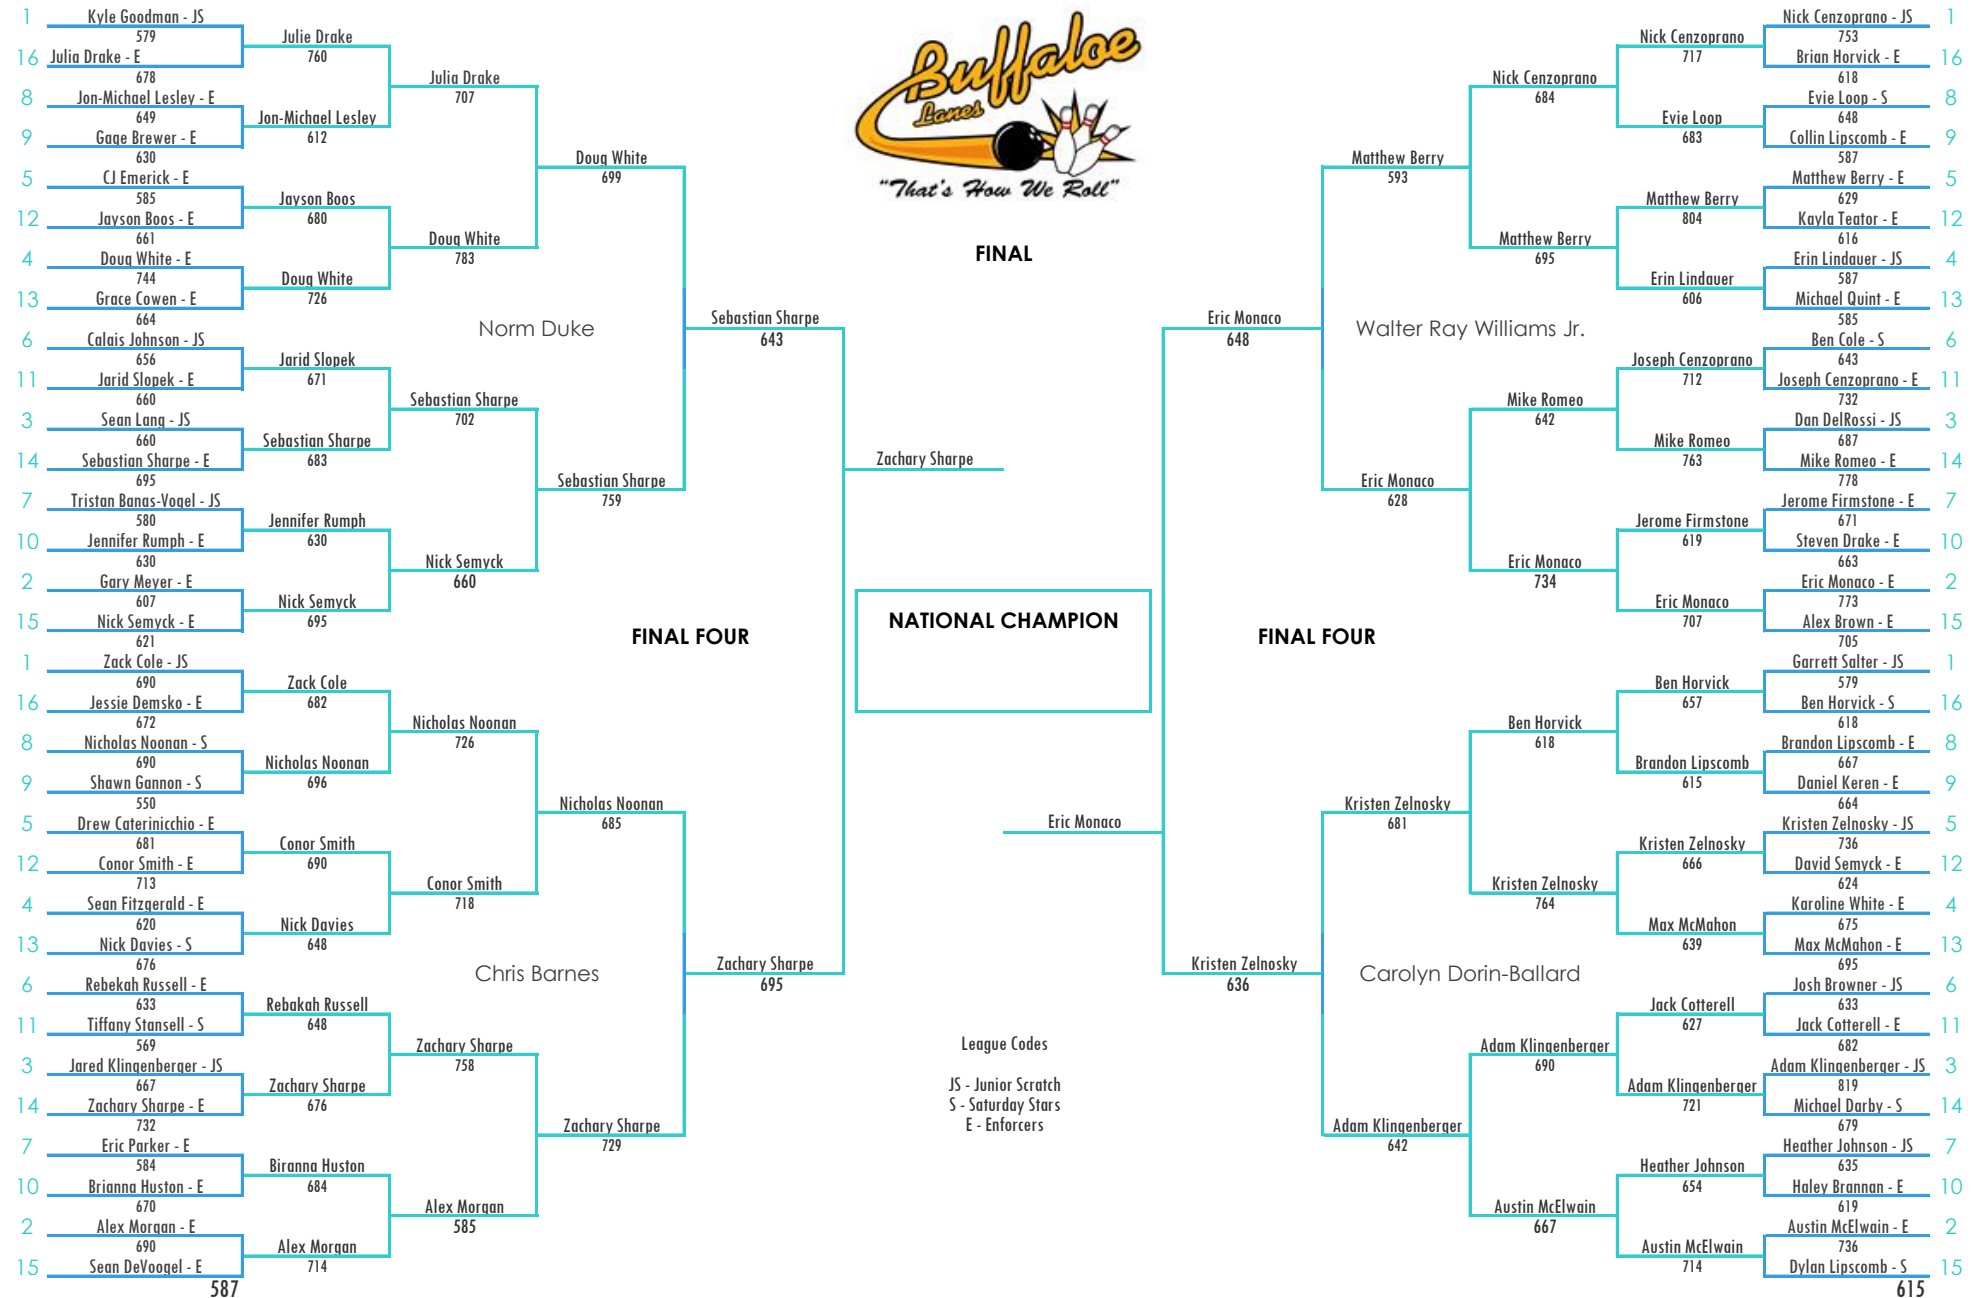 Buffaloe
Lanes
"That's How We Roll"
1 Kyle Goodman - JS
579
16 Julia Drake - E
678
8 Jon-Michael Lesley - E
649
9 Gage Brewer - E
630
5 CJ Emerick - E
585
12 Jayson Boos - E
661
4 Doug White - E
744
13 Grace Cowen - E
664
6 Calais Johnson - JS
656
11 Jarid Slopek - E
660
3 Sean Lang - JS
660
14 Sebastian Sharpe - E
695
7 Tristan Banas-Vogel - JS
580
10 Jennifer Rumph - E
630
2 Gary Meyer - E
607
15 Nick Semyck - E
621
1 Zack Cole - JS
690
16 Jessie Demsko - E
672
8 Nicholas Noonan - S
690
9 Shawn Gannon - S
550
5 Drew Caterinicchio - E
681
12 Conor Smith - E
713
4 Sean Fitzgerald - E
620
13 Nick Davies - S
676
6 Rebekah Russell - E
633
11 Tiffany Stansell - S
569
3 Jared Klingenberger - JS
667
14 Zachary Sharpe - E
732
7 Eric Parker - E
584
10 Brianna Huston - E
670
2 Alex Morgan - E
690
15 Sean DeVoogel - E
587
Julie Drake
760
Jon-Michael Lesley
612
Jayson Boos
680
Doug White
726
Jarid Slopek
671
Sebastian Sharpe
683
Jennifer Rumph
630
Nick Semyck
695
Zack Cole
682
Nicholas Noonan
696
Conor Smith
690
Nick Davies
648
Rebakah Russell
648
Zachary Sharpe
676
Biranna Huston
684
Alex Morgan
714
Julia Drake
707
Doug White
783
Sebastian Sharpe
702
Nick Semyck
660
Nicholas Noonan
726
Conor Smith
718
Zachary Sharpe
758
Alex Morgan
585
Doug White
699
Norm Duke
Sebastian Sharpe
759
Nicholas Noonan
685
Chris Barnes
Zachary Sharpe
729
Sebastian Sharpe
643
FINAL FOUR
Zachary Sharpe
695
FINAL
Zachary Sharpe
NATIONAL CHAMPION
Eric Monaco
League Codes
JS - Junior Scratch
S - Saturday Stars
E - Enforcers
Eric Monaco
648
FINAL FOUR
Kristen Zelnosky
636
Matthew Berry
593
Walter Ray Williams Jr.
Eric Monaco
628
Kristen Zelnosky
681
Carolyn Dorin-Ballard
Adam Klingenberger
642
Nick Cenzoprano
684
Matthew Berry
695
Mike Romeo
642
Eric Monaco
734
Ben Horvick
618
Kristen Zelnosky
764
Adam Klingenberger
690
Austin McElwain
667
Nick Cenzoprano
717
Evie Loop
683
Matthew Berry
804
Erin Lindauer
606
Joseph Cenzoprano
712
Mike Romeo
763
Jerome Firmstone
619
Eric Monaco
707
Ben Horvick
657
Brandon Lipscomb
615
Kristen Zelnosky
666
Max McMahon
639
Jack Cotterell
627
Adam Klingenberger
721
Heather Johnson
654
Austin McElwain
714
Nick Cenzoprano - JS 1
753
Brian Horvick - E 16
618
Evie Loop - S 8
648
Collin Lipscomb - E 9
587
Matthew Berry - E 5
629
Kayla Teator - E 12
616
Erin Lindauer - JS 4
587
Michael Quint - E 13
585
Ben Cole - S 6
643
Joseph Cenzoprano - E 11
732
Dan DelRossi - JS 3
687
Mike Romeo - E 14
778
Jerome Firmstone - E 7
671
Steven Drake - E 10
663
Eric Monaco - E 2
773
Alex Brown - E 15
705
Garrett Salter - JS 1
579
Ben Horvick - S 16
618
Brandon Lipscomb - E 8
667
Daniel Keren - E 9
664
Kristen Zelnosky - JS 5
736
David Semyck - E 12
624
Karoline White - E 4
675
Max McMahon - E 13
695
Josh Browner - JS 6
633
Jack Cotterell - E 11
682
Adam Klingenberger - JS 3
819
Michael Darby - S 14
679
Heather Johnson - JS 7
635
Haley Brannan - E 10
619
Austin McElwain - E 2
736
Dylan Lipscomb - S 15
615